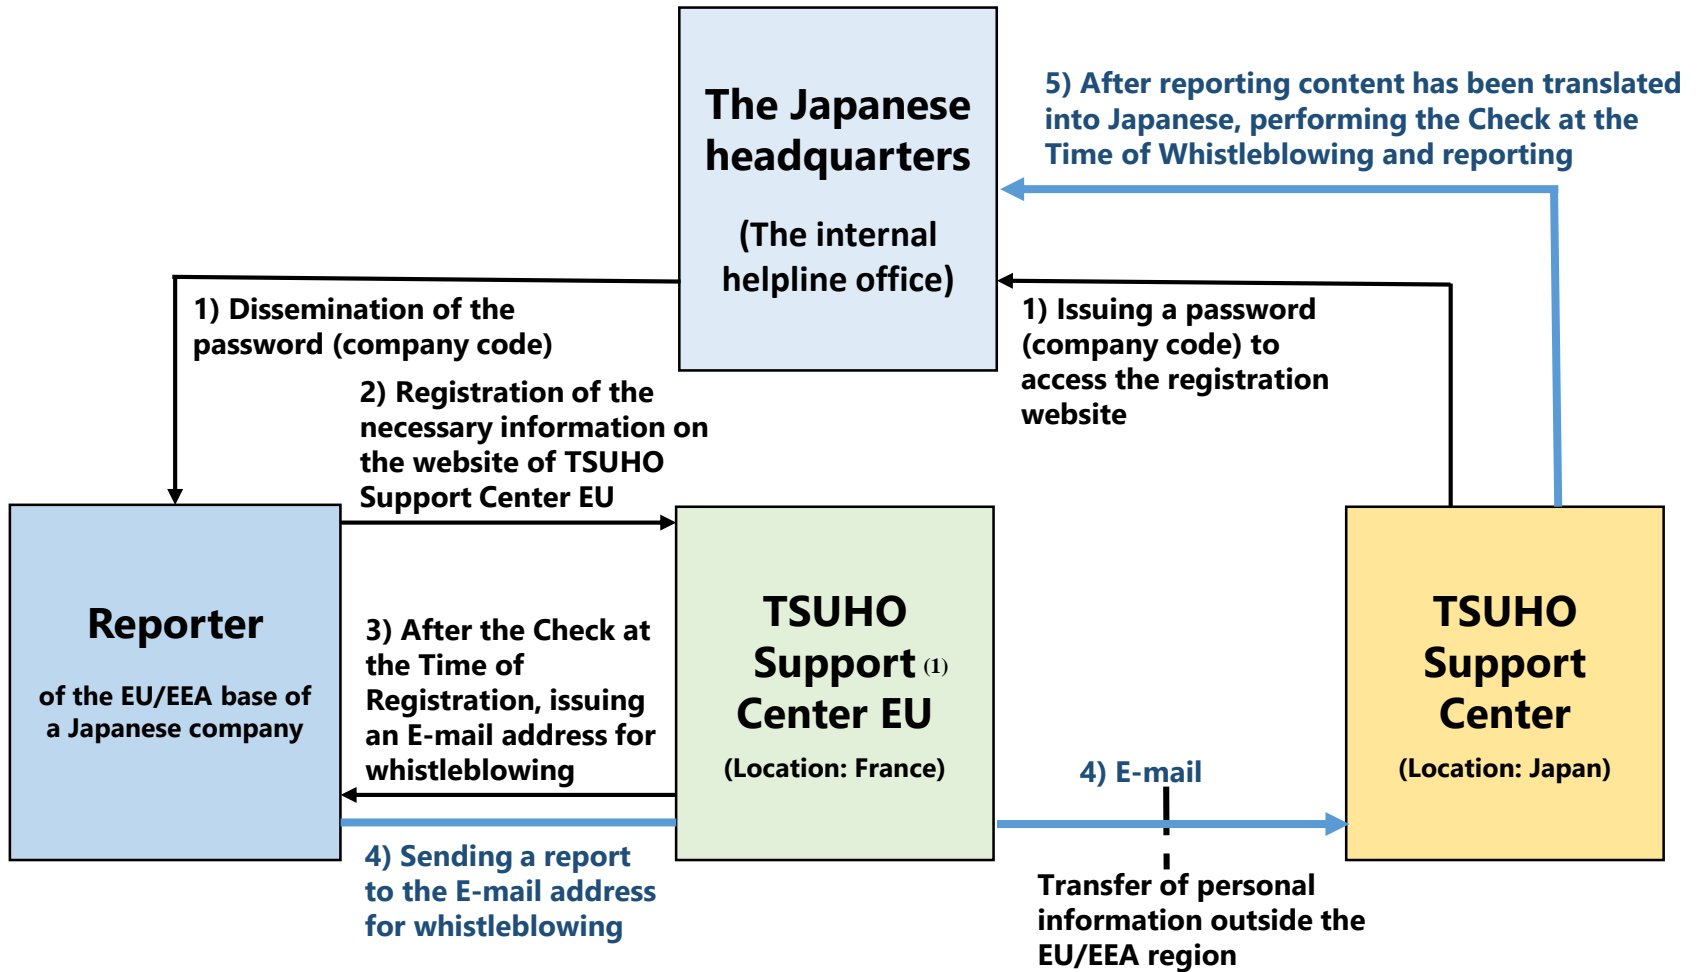 The Japanese
headquarters
(The internal
helpline office)
5) After reporting content has been translated
into Japanese, performing the Check at the
Time of Whistleblowing and reporting
1) Dissemination of the
password (company code)
1) Issuing a password
(company code) to
access the registration
website
2) Registration of the
necessary information on
the website of TSUHO
Support Center EU
Reporter
of the EU/EEA base of
a Japanese company
3) After the Check at
the Time of
Registration, issuing
an E-mail address for
whistleblowing
TSUHO
Support (1)
Center EU
(Location: France)
TSUHO
Support
Center
(Location: Japan)
4) E-mail
4) Sending a report
to the E-mail address
for whistleblowing
Transfer of personal
information outside the
EU/EEA region